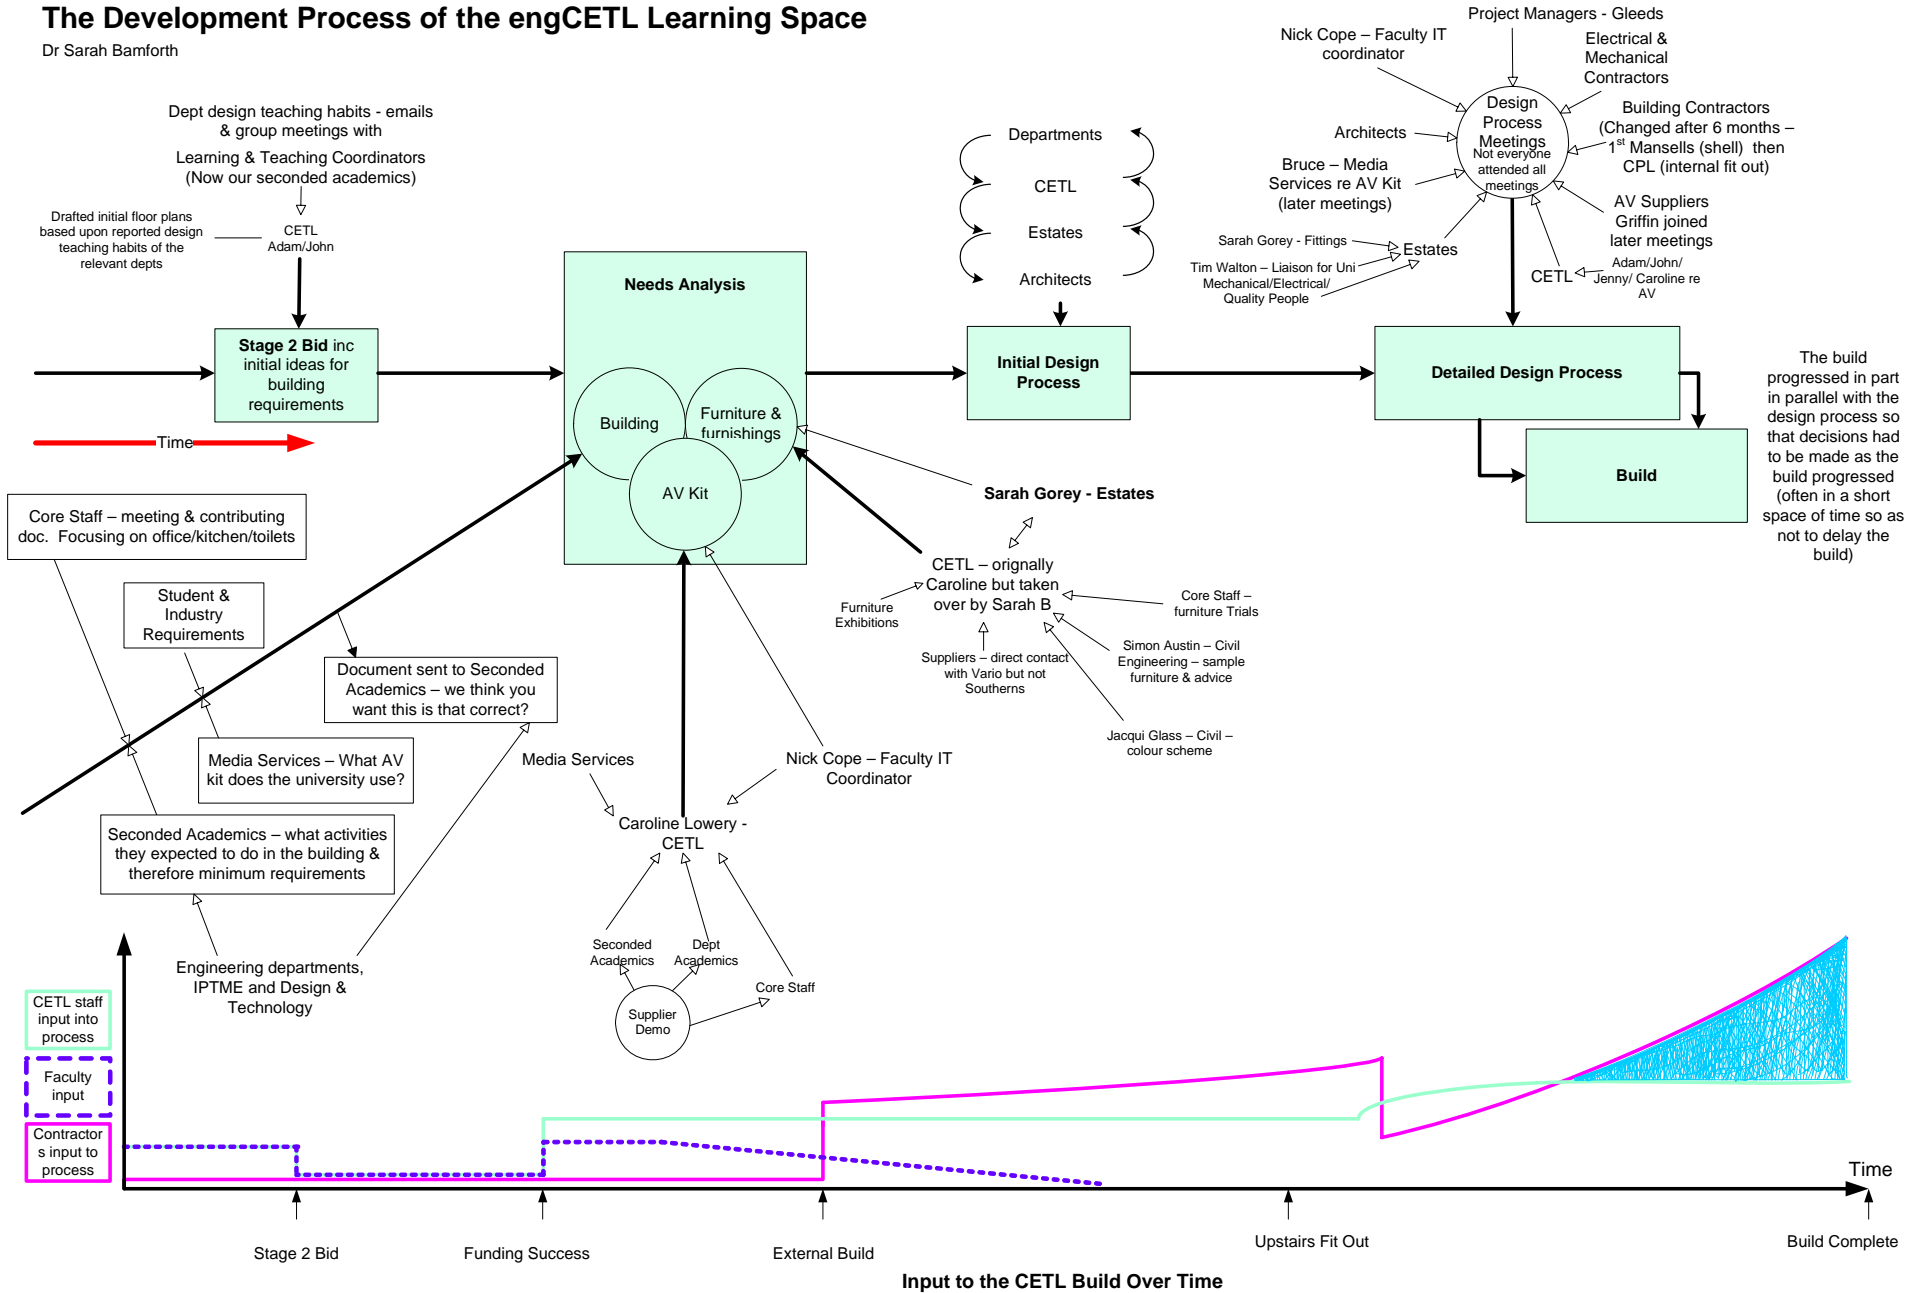 The Development Process of the engCETL Learning Space
Dr Sarah Bamforth
Dept design teaching habits - emails
& group meetings with
Learning & Teaching Coordinators
(Now our seconded academics)
Drafted initial floor plans
based upon reported design
teaching habits of the
relevant depts
CETL
Adam/John
Stage 2 Bid inc
initial ideas for
building
requirements
Time
Needs Analysis
Building
Furniture &
furnishings
AV Kit
Departments
CETL
Estates
Architects
Initial Design
Process
Project Managers - Gleeds
Nick Cope – Faculty IT
coordinator
Electrical &
Mechanical
Contractors
Architects
Design
Process
Meetings
Not everyone
attended all
meetings
Building Contractors
(Changed after 6 months –
1st Mansells (shell)  then
CPL (internal fit out)
Bruce – Media
Services re AV Kit
(later meetings)
AV Suppliers
Griffin joined
later meetings
Sarah Gorey - Fittings
Estates
Tim Walton – Liaison for Uni
Mechanical/Electrical/
Quality People
CETL
Adam/John/
Jenny/ Caroline re
AV
Detailed Design Process
Build
The build
progressed in part
in parallel with the
design process so
that decisions had
to be made as the
build progressed
(often in a short
space of time so as
not to delay the
build)
Core Staff – meeting & contributing
doc.  Focusing on office/kitchen/toilets
Student &
Industry
Requirements
Document sent to Seconded
Academics – we think you
want this is that correct?
Media Services – What AV
kit does the university use?
Seconded Academics – what activities
they expected to do in the building &
therefore minimum requirements
Engineering departments,
IPTME and Design &
Technology
Sarah Gorey - Estates
CETL – orignally
Caroline but taken
over by Sarah B
Furniture
Exhibitions
Core Staff –
furniture Trials
Suppliers – direct contact
with Vario but not
Southerns
Simon Austin – Civil
Engineering – sample
furniture & advice
Jacqui Glass – Civil –
colour scheme
Media Services
Nick Cope – Faculty IT
Coordinator
Caroline Lowery -
CETL
Seconded
Academics
Dept
Academics
Core Staff
Supplier
Demo
CETL staff
input into
process
Faculty
input
Contractor
s input to
process
Time
Stage 2 Bid
Funding Success
External Build
Upstairs Fit Out
Build Complete
Input to the CETL Build Over Time